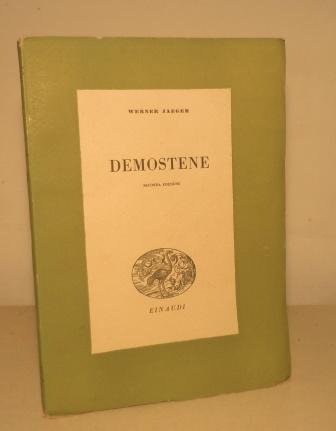 WERNER JAEGER
DEMOSTENE
SECONDA EDIZIONE
EINAUDI